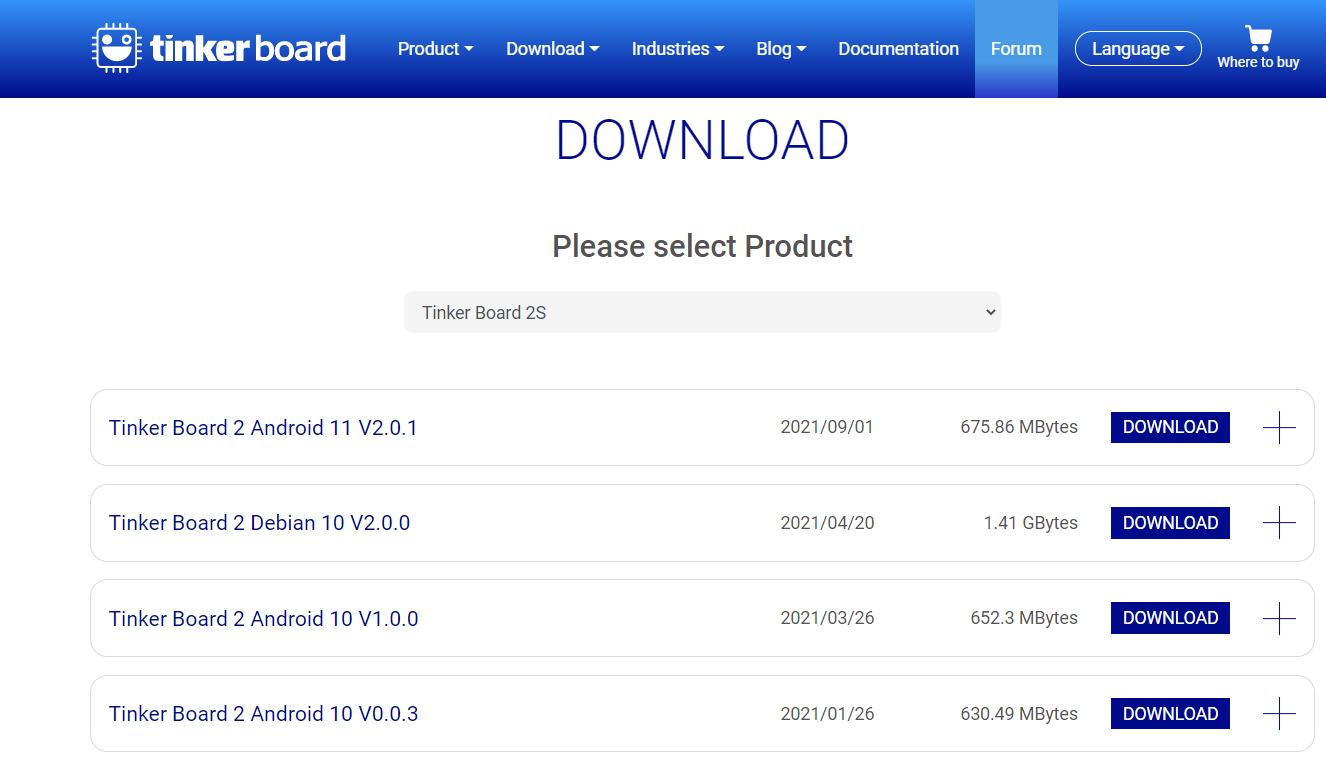 tinker board Product Download Industries Blog Documentation Forum Language Where to buy
DOWNLOAD
Please select Product
Tinker Board 2S
Tinker Board 2 Android 11 V2.0.1 2021/09/01 675.86 MBytes DOWNLOAD
Tinker Board 2 Debian 10 V2.0.0 2021/04/20 1.41 GBytes DOWNLOAD
Tinker Board 2 Android 10 V1.0.0 2021/03/26 652.3 MBytes DOWNLOAD
Tinker Board 2 Android 10 V0.0.3 2021/01/26 630.49 MBytes DOWNLOAD